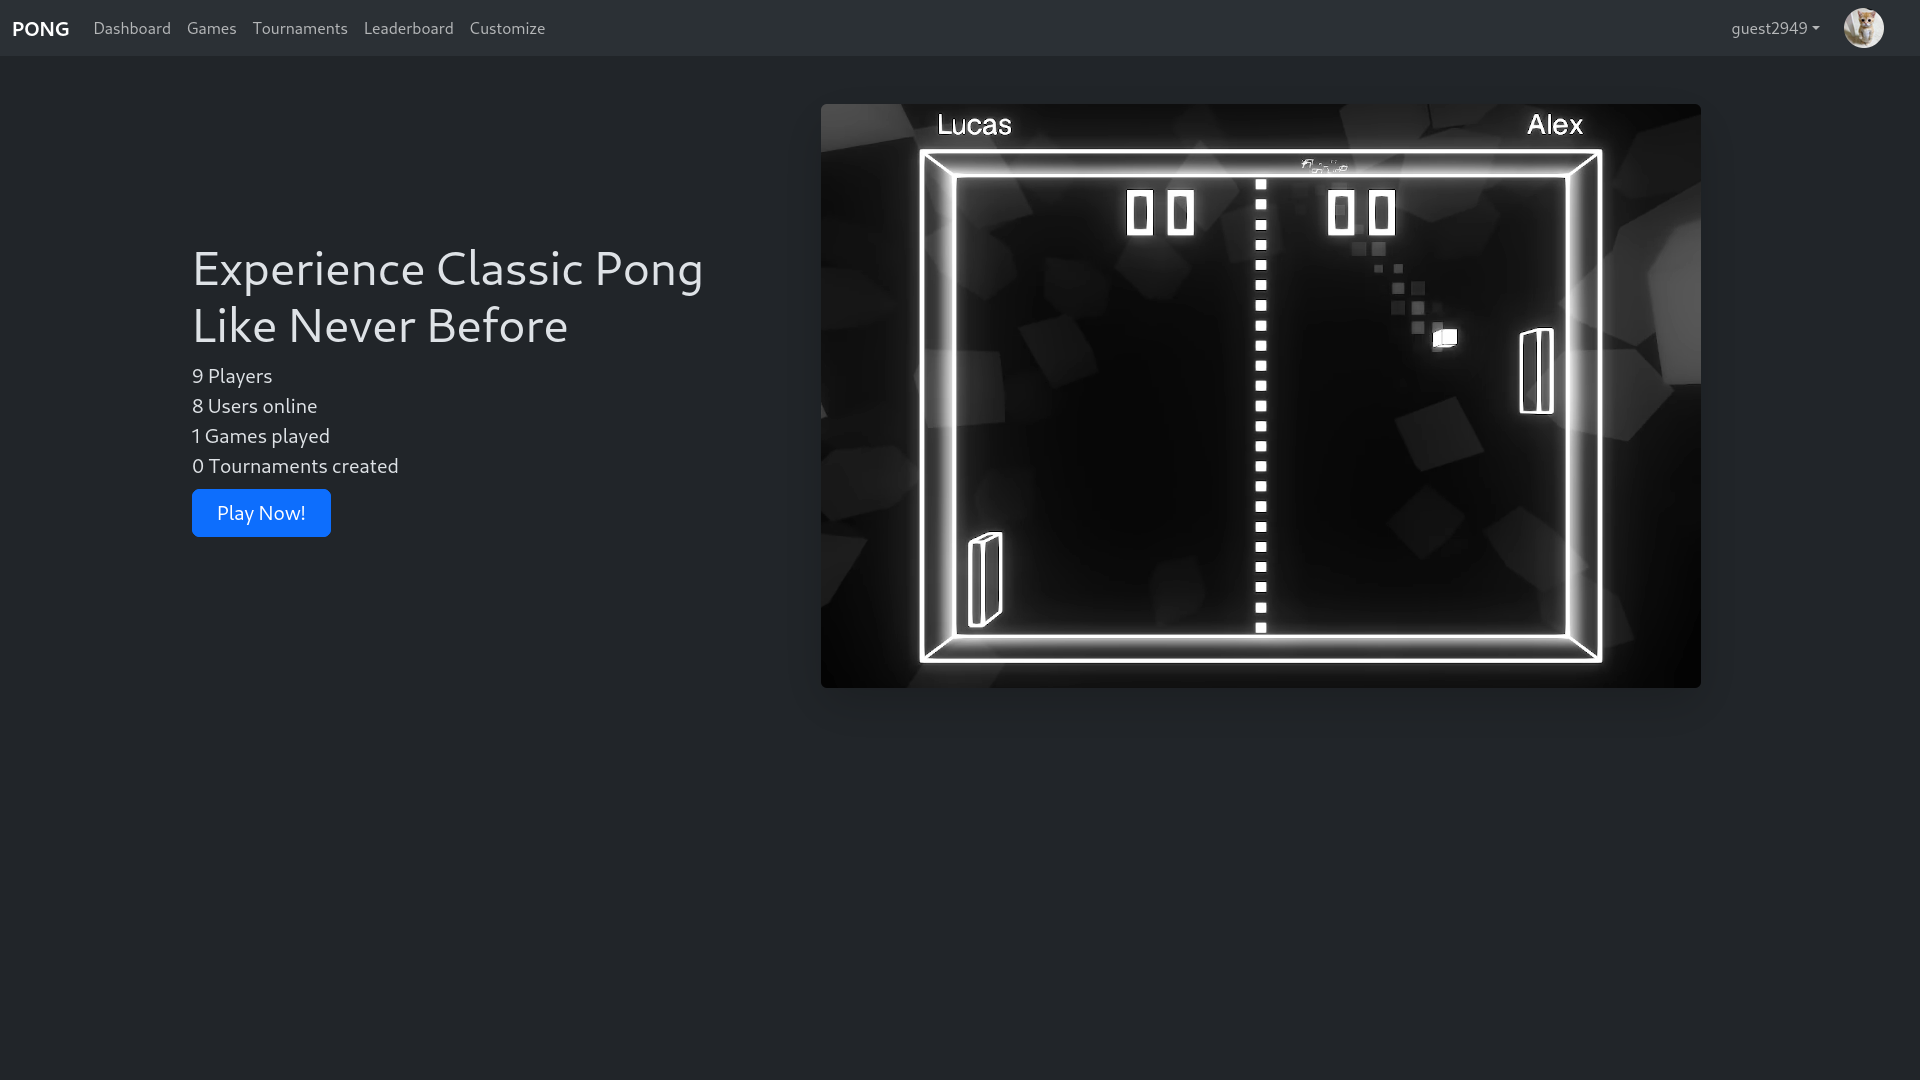 PONG Dashboard Games Tournaments Leaderboard Customize guest2949
Lucas Alex
00 00
Experience Classic Pong
Like Never Before
9 Players
8 Users online
1 Games played
0 Tournaments created
Play Now!